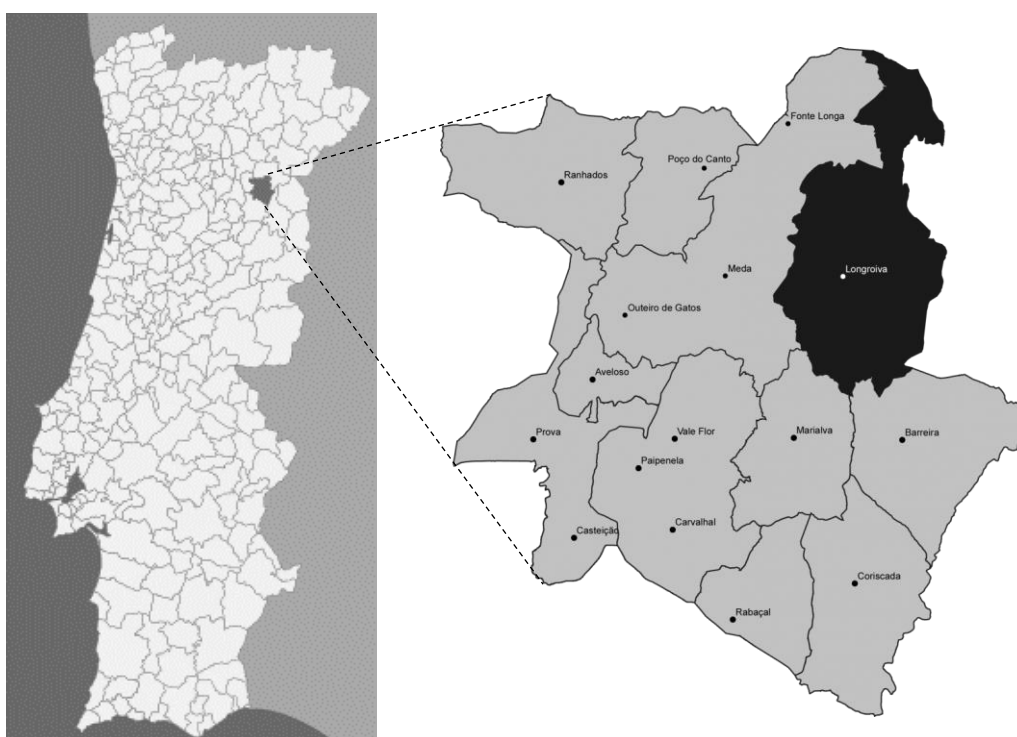 Fonte Longa
Poço do Canto
Ranhados
Meda
Longroiva
Outeiro de Gatos
Aveloso
Prova
Vale Flor
Marialva
Barreira
Paipenela
Carvalhal
Casteição
Coriscada
Rabaçal